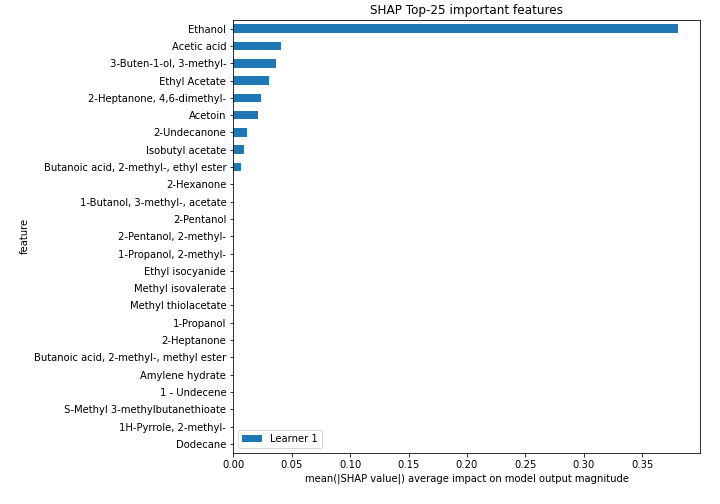 SHAP Top-25 important features
Ethanol
Acetic acid
3-Buten-1-ol, 3-methyl-
Ethyl Acetate
2-Heptanone, 4,6-dimethyl-
Acetoin
2-Undecanone
Isobutyl acetate
Butanoic acid, 2-methyl-, ethyl ester
2-Hexanone
1-Butanol, 3-methyl-, acetate
2-Pentanol
2-Pentanol, 2-methyl-
1-Propanol, 2-methyl-
Ethyl isocyanide
Methyl isovalerate
Methyl thiolacetate
1-Propanol
2-Heptanone
Butanoic acid, 2-methyl-, methyl ester
Amylene hydrate
1 - Undecene
S-Methyl 3-methylbutanethioate
1H-Pyrrole, 2-methyl-
Dodecane
feature
Learner 1
0.00 0.05 0.10 0.15 0.20 0.25 0.30 0.35
mean(|SHAP value|) average impact on model output magnitude